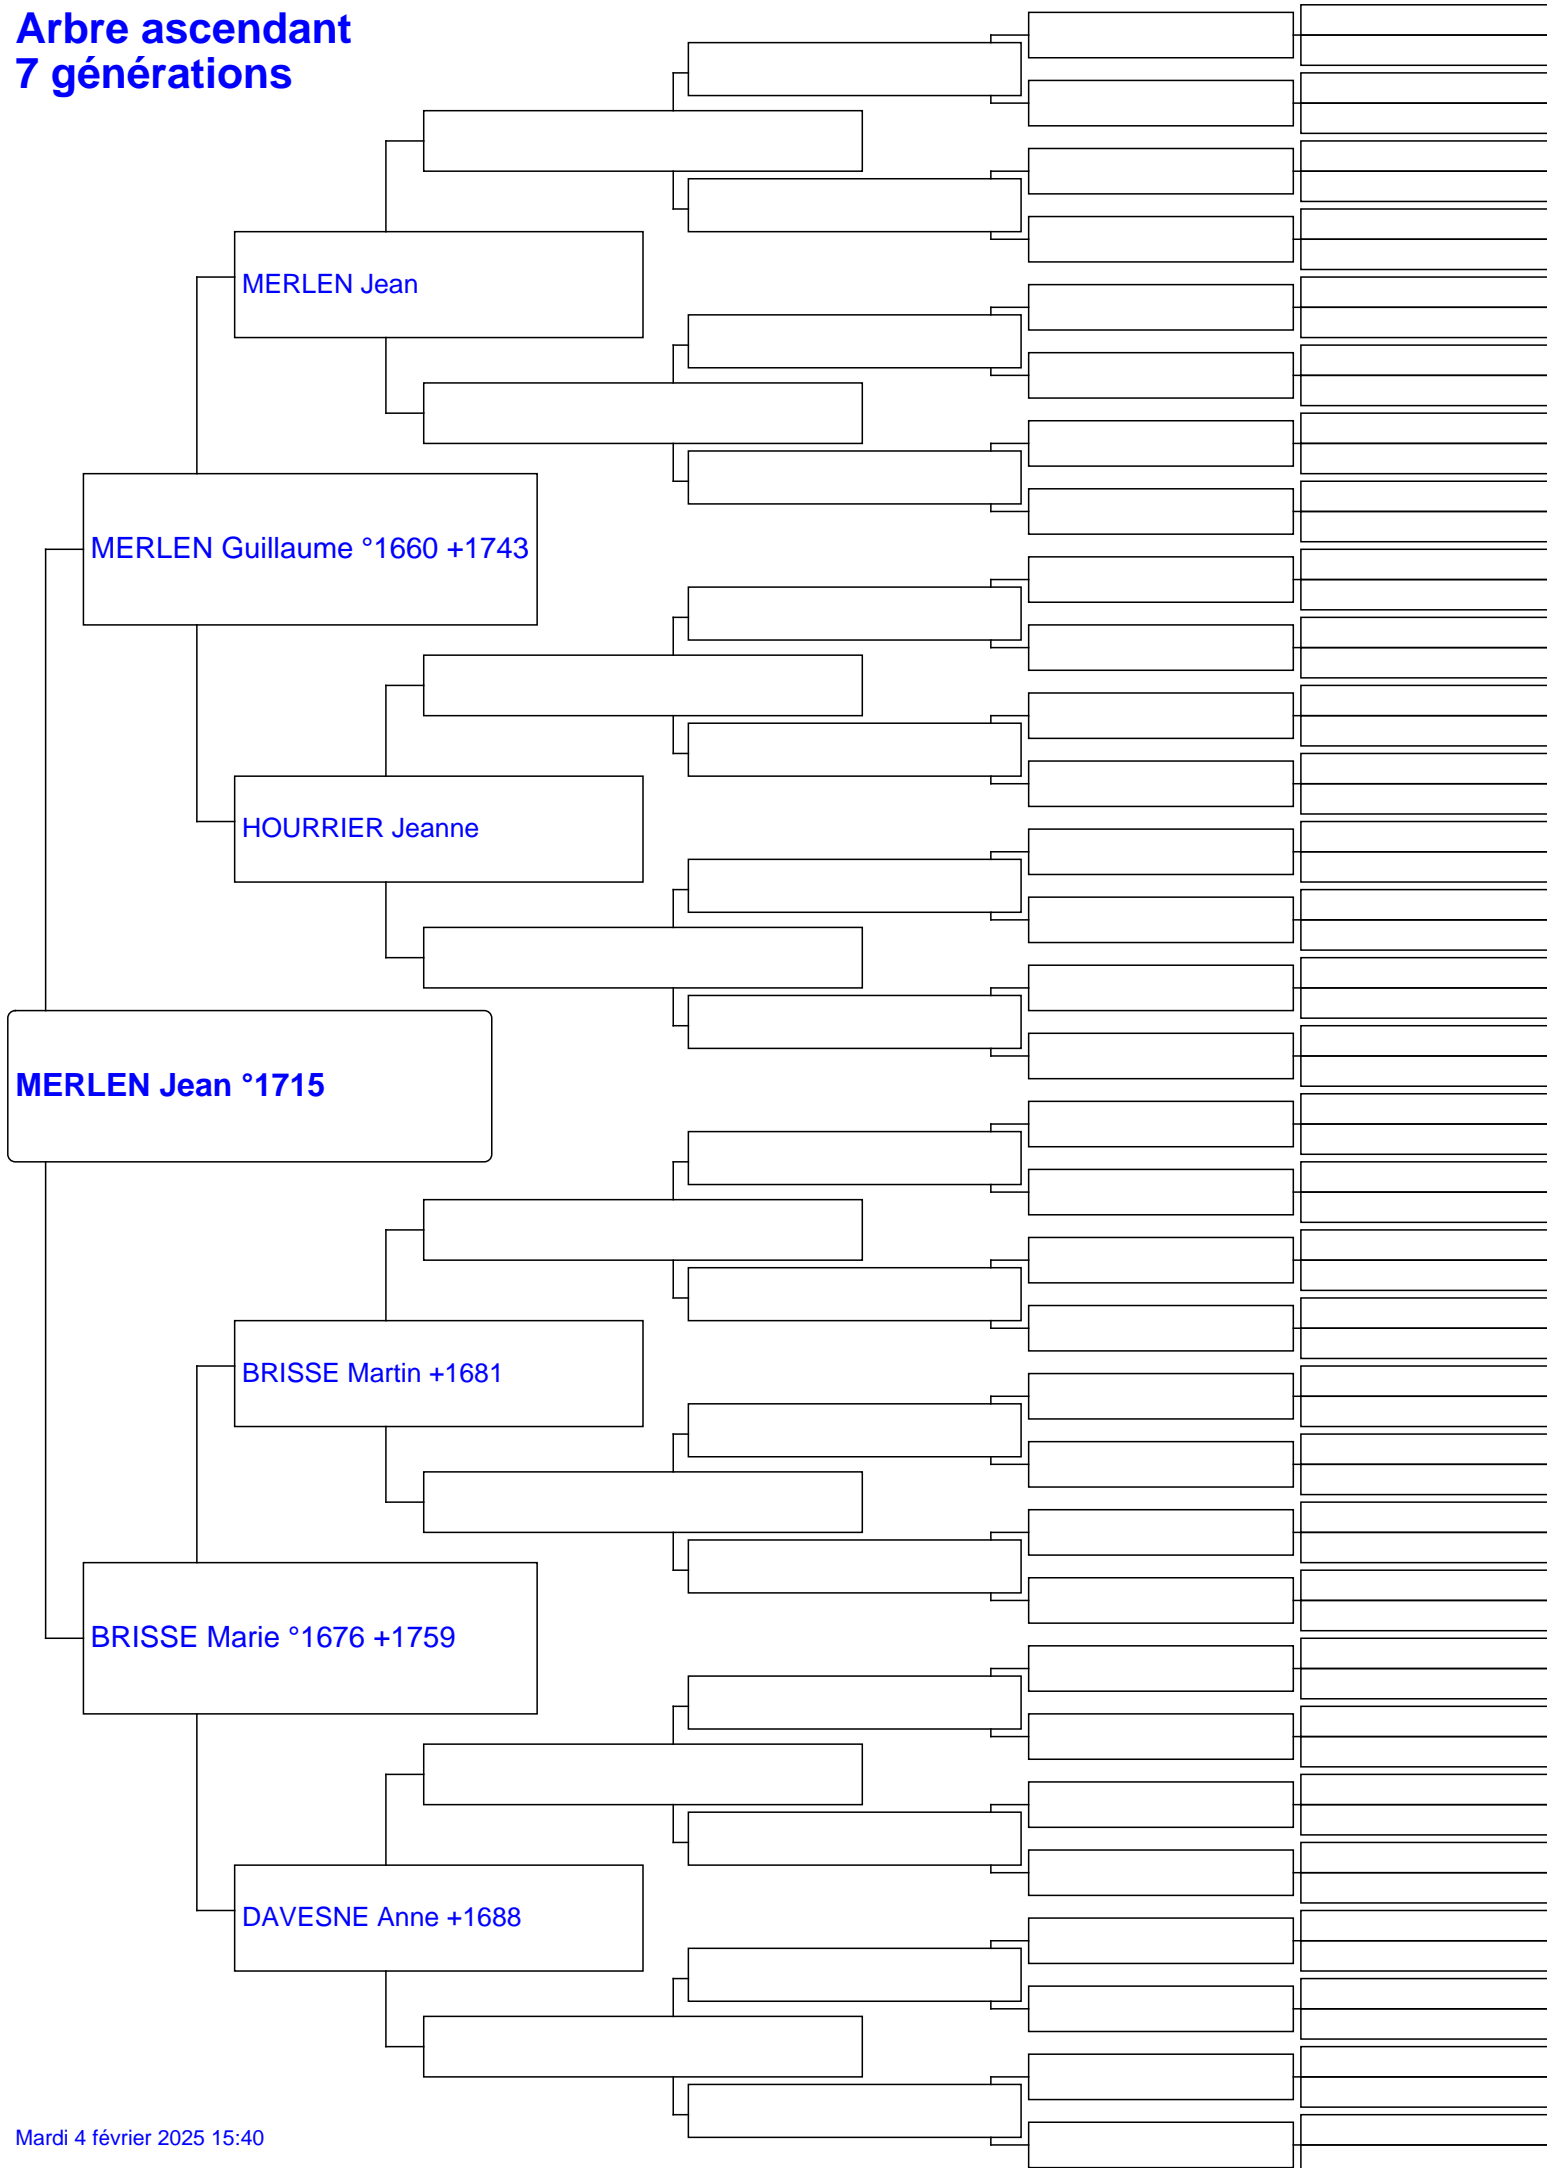 Arbre ascendant
7 générations
MERLEN Jean
MERLEN Guillaume °1660 +1743
HOURRIER Jeanne
MERLEN Jean °1715
BRISSE Martin +1681
BRISSE Marie °1676 +1759
DAVESNE Anne +1688
Mardi 4 février 2025 15:40